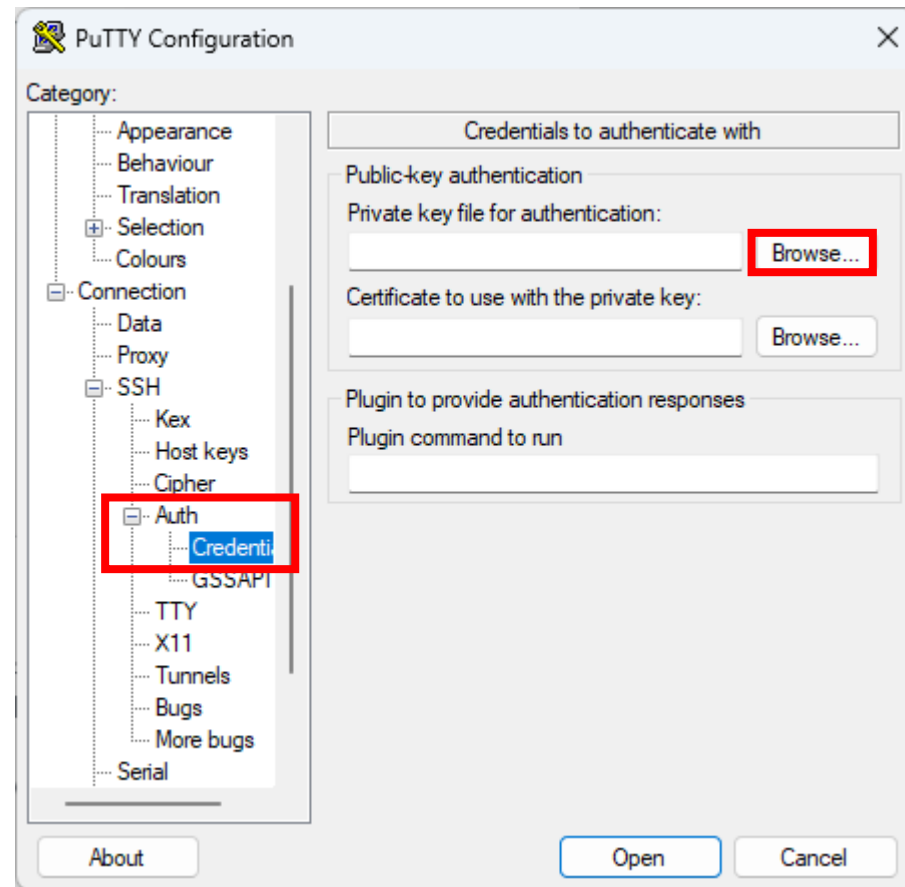 PuTTY Configuration
Category:
Appearance
Behaviour
Translation
Selection
Colours
Connection
Data
Proxy
SSH
Kex
Host keys
Cipher
Auth
Credentia
GSSAPI
TTY
X11
Tunnels
Bugs
More bugs
Serial
Credentials to authenticate with
Public-key authentication
Private key file for authentication:
Browse...
Certificate to use with the private key:
Browse...
Plugin to provide authentication responses
Plugin command to run
About
Open
Cancel